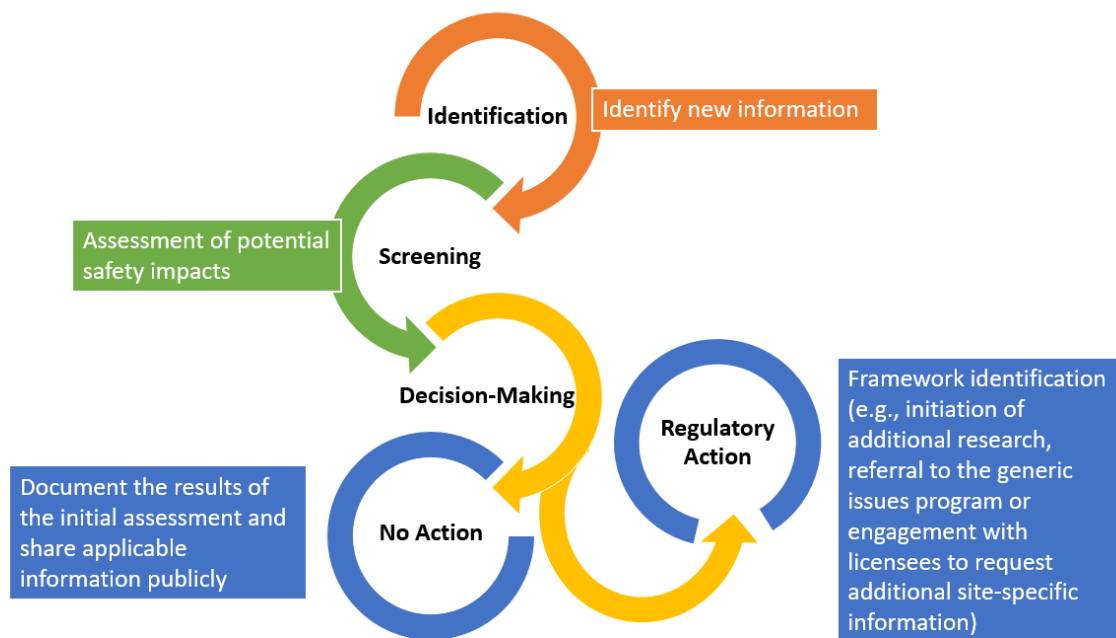 Identification
Identify new information
Assessment of potential
safety impacts
Screening
Decision-Making
Regulatory
Action
Framework identification
(e.g., initiation of
additional research,
referral to the generic
issues program or
engagement with
licensees to request
additional site-specific
information)
Document the results of
the initial assessment and
share applicable
information publicly
No Action